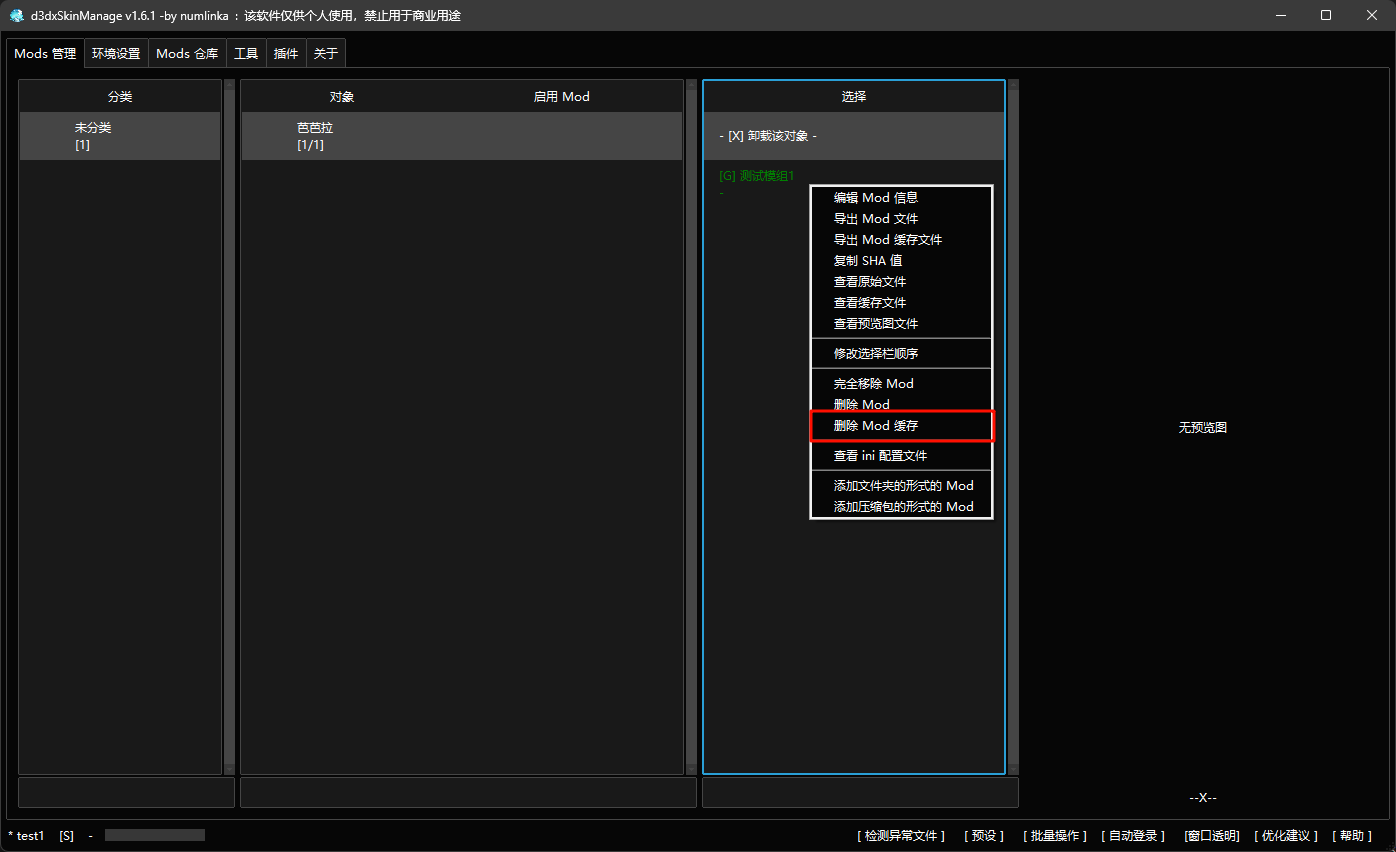 d3dxSkinManage v1.6.1 -by numlinka ：该软件仅供个人使用，禁止用于商业用途
Mods 管理 环境设置 Mods 仓库 工具 插件 关于
分类
未分类
[1]
对象 启用 Mod
芭芭拉
[1/1]
选择
- [X] 卸载该对象 -
[G] 测试模组1
-
编辑 Mod 信息
导出 Mod 文件
导出 Mod 缓存文件
复制 SHA 值
查看原始文件
查看缓存文件
查看预览图文件
修改选择栏顺序
完全移除 Mod
删除 Mod
删除 Mod 缓存
查看 ini 配置文件
添加文件夹的形式的 Mod
添加压缩包的形式的 Mod
无预览图
--X--
* test1 [S] - [ 检测异常文件 ] [ 预设 ] [ 批量操作 ] [ 自动登录 ] [窗口透明] [ 优化建议 ] [ 帮助 ]